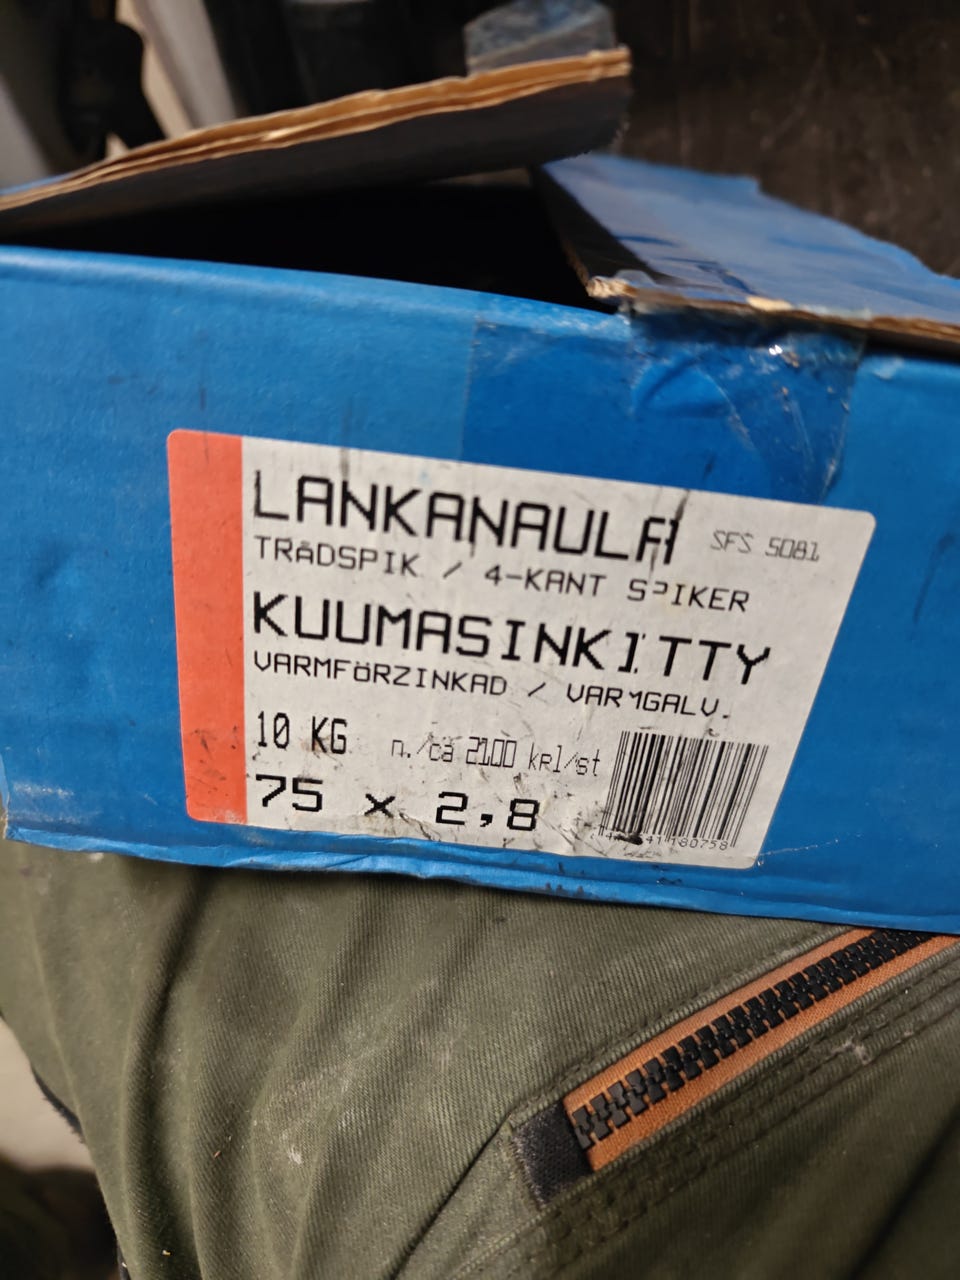 LANKANAULA SFS 5081
TRÅDSPIK / 4-KANT SPIKER
KUUMASINKITTY
VARMFÖRZINKAD / VARMGALV.
10 KG n./ca 2100 kpl/st
75 x 2,8
180758